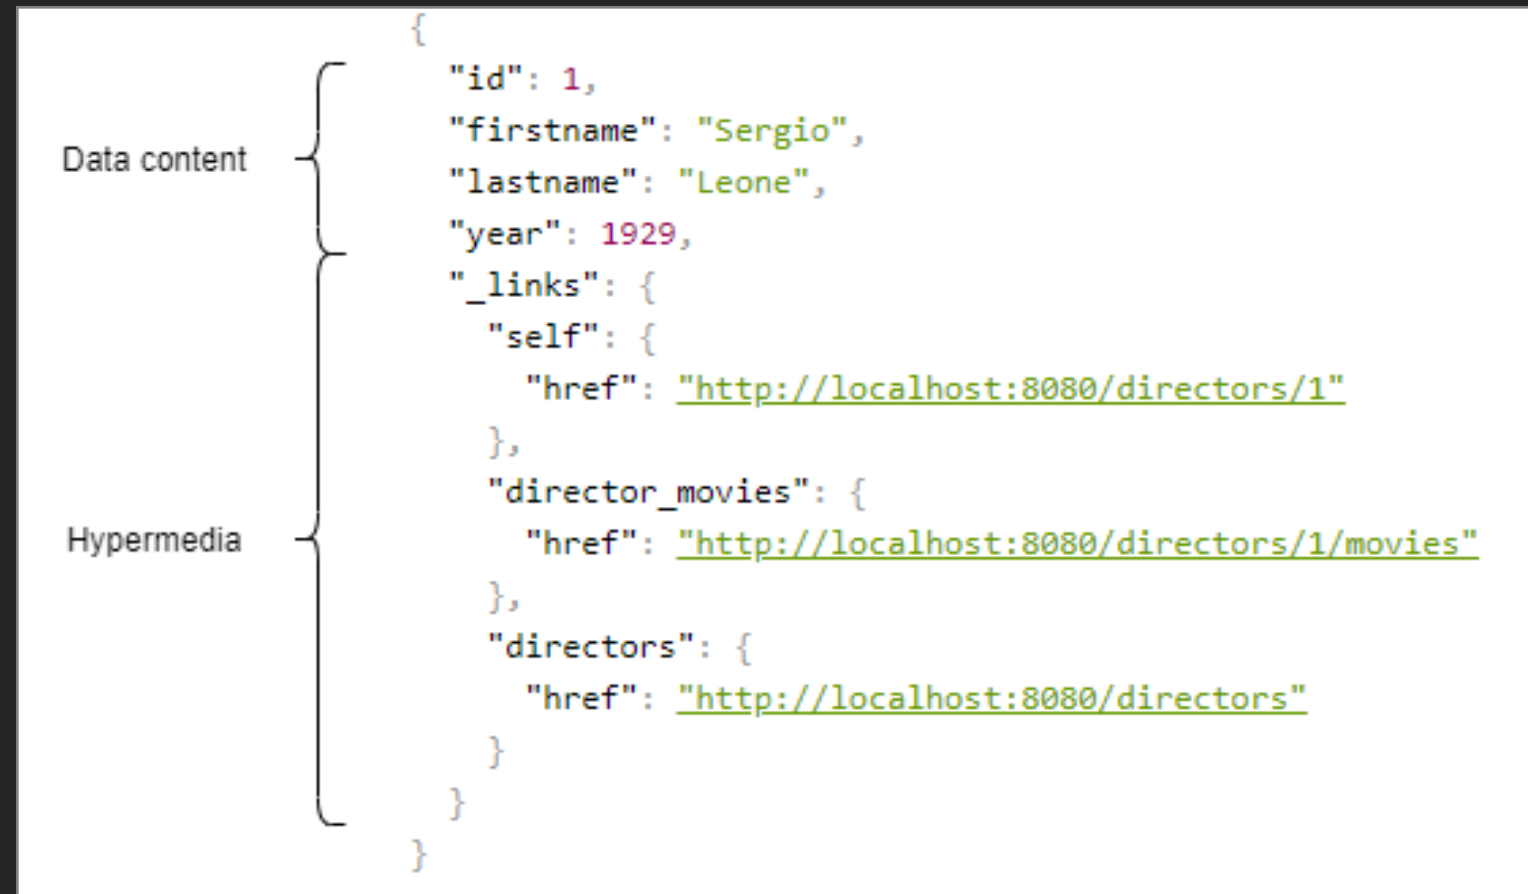 {
"id": 1,
"firstname": "Sergio",
Data content
"lastname": "Leone",
"year": 1929,
"_links": {
"self": {
"href": "http://localhost:8080/directors/1"
},
"director_movies": {
Hypermedia
"href": "http://localhost:8080/directors/1/movies"
},
"directors": {
"href": "http://localhost:8080/directors"
}
}
}